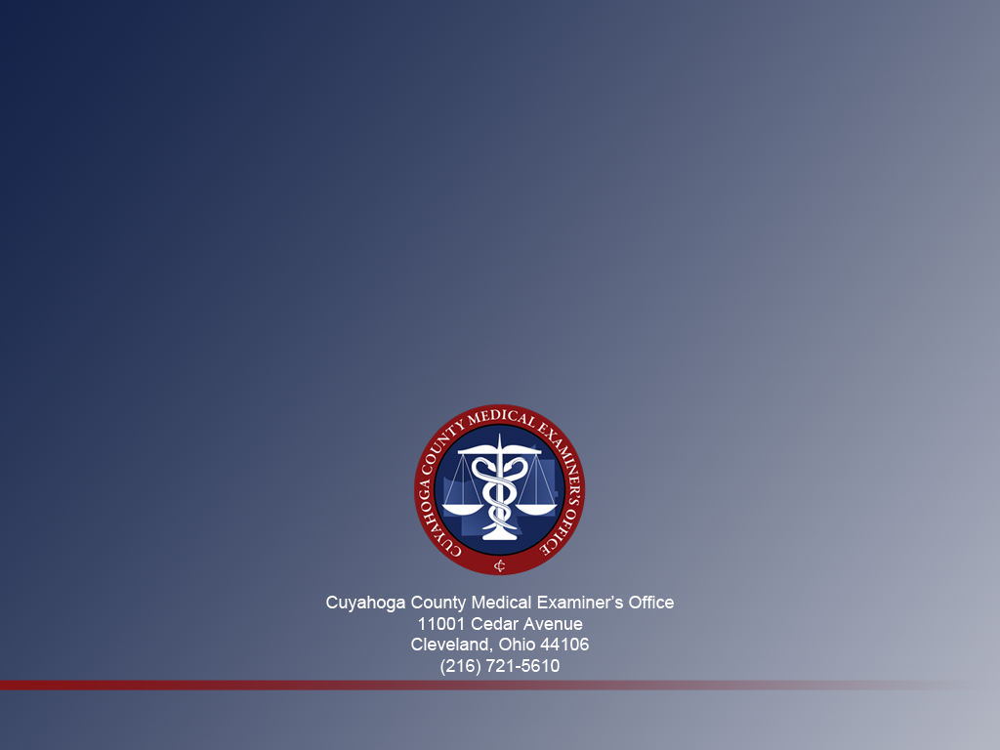 CUYAHOGA COUNTY MEDICAL EXAMINER'S OFFICE
Cuyahoga County Medical Examiner’s Office
11001 Cedar Avenue
Cleveland, Ohio 44106
(216) 721-5610